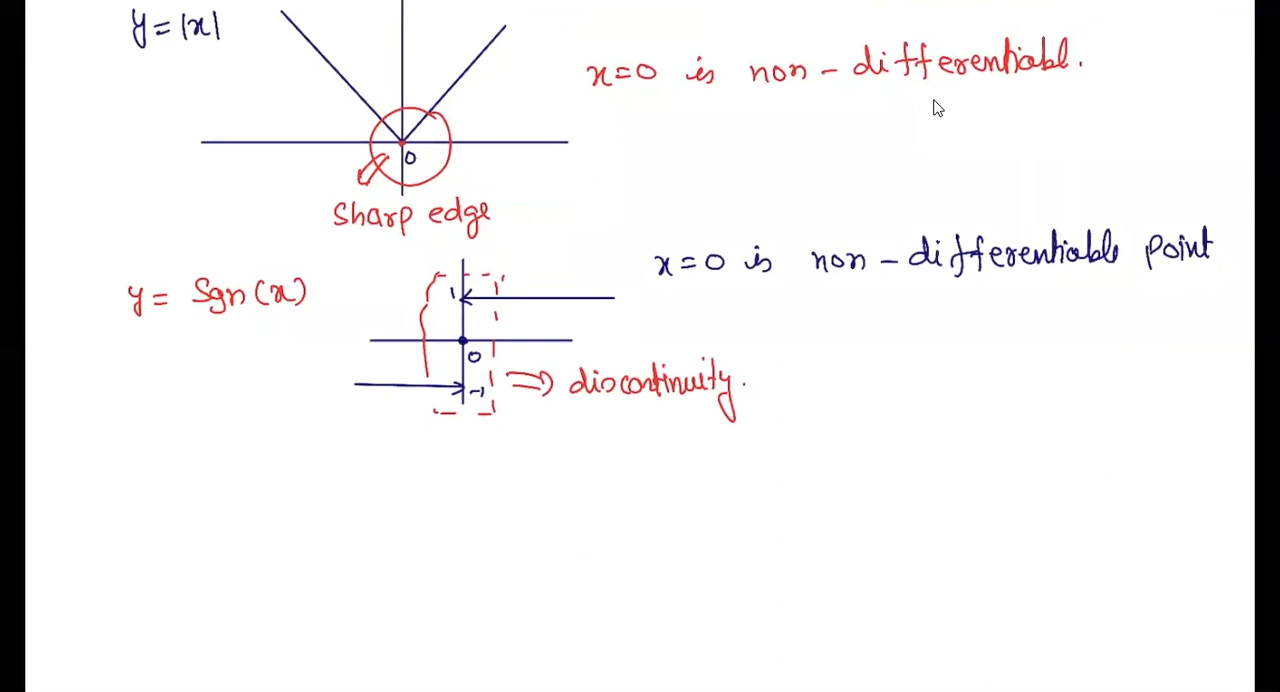 y = |x|
x=0 is non - differentiabl.
0
Sharp edge
x=0 is non - differentiable point
y = Sgn(x)
1
0
-1 ⇒ discontinuity.